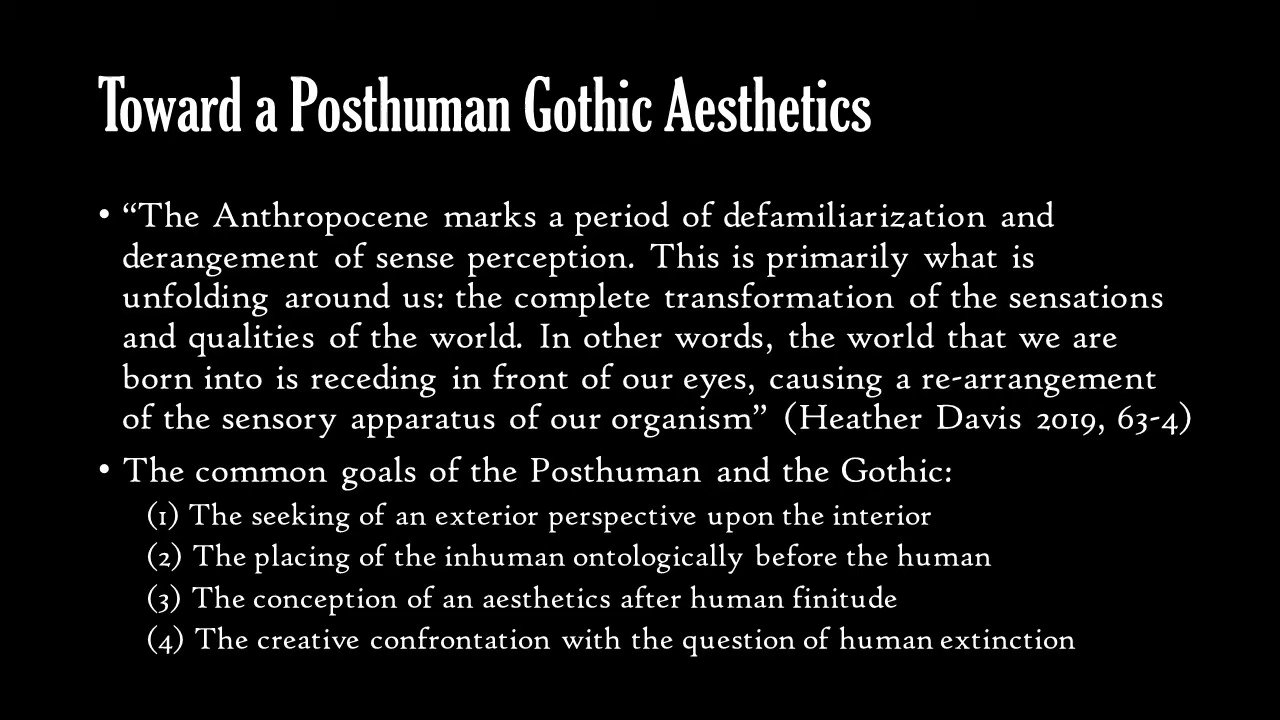 Toward a Posthuman Gothic Aesthetics
• “The Anthropocene marks a period of defamiliarization and
derangement of sense perception. This is primarily what is
unfolding around us: the complete transformation of the sensations
and qualities of the world. In other words, the world that we are
born into is receding in front of our eyes, causing a re-arrangement
of the sensory apparatus of our organism” (Heather Davis 2019, 63-4)
• The common goals of the Posthuman and the Gothic:
(1) The seeking of an exterior perspective upon the interior
(2) The placing of the inhuman ontologically before the human
(3) The conception of an aesthetics after human finitude
(4) The creative confrontation with the question of human extinction